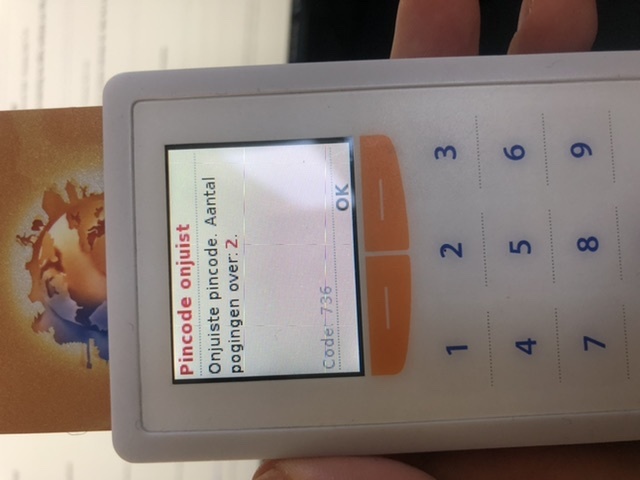 Pincode onjuist
Onjuiste pincode. Aantal
pogingen over: 2.
Code: 736
OK
1 2 3
4 5 6
7 8 9